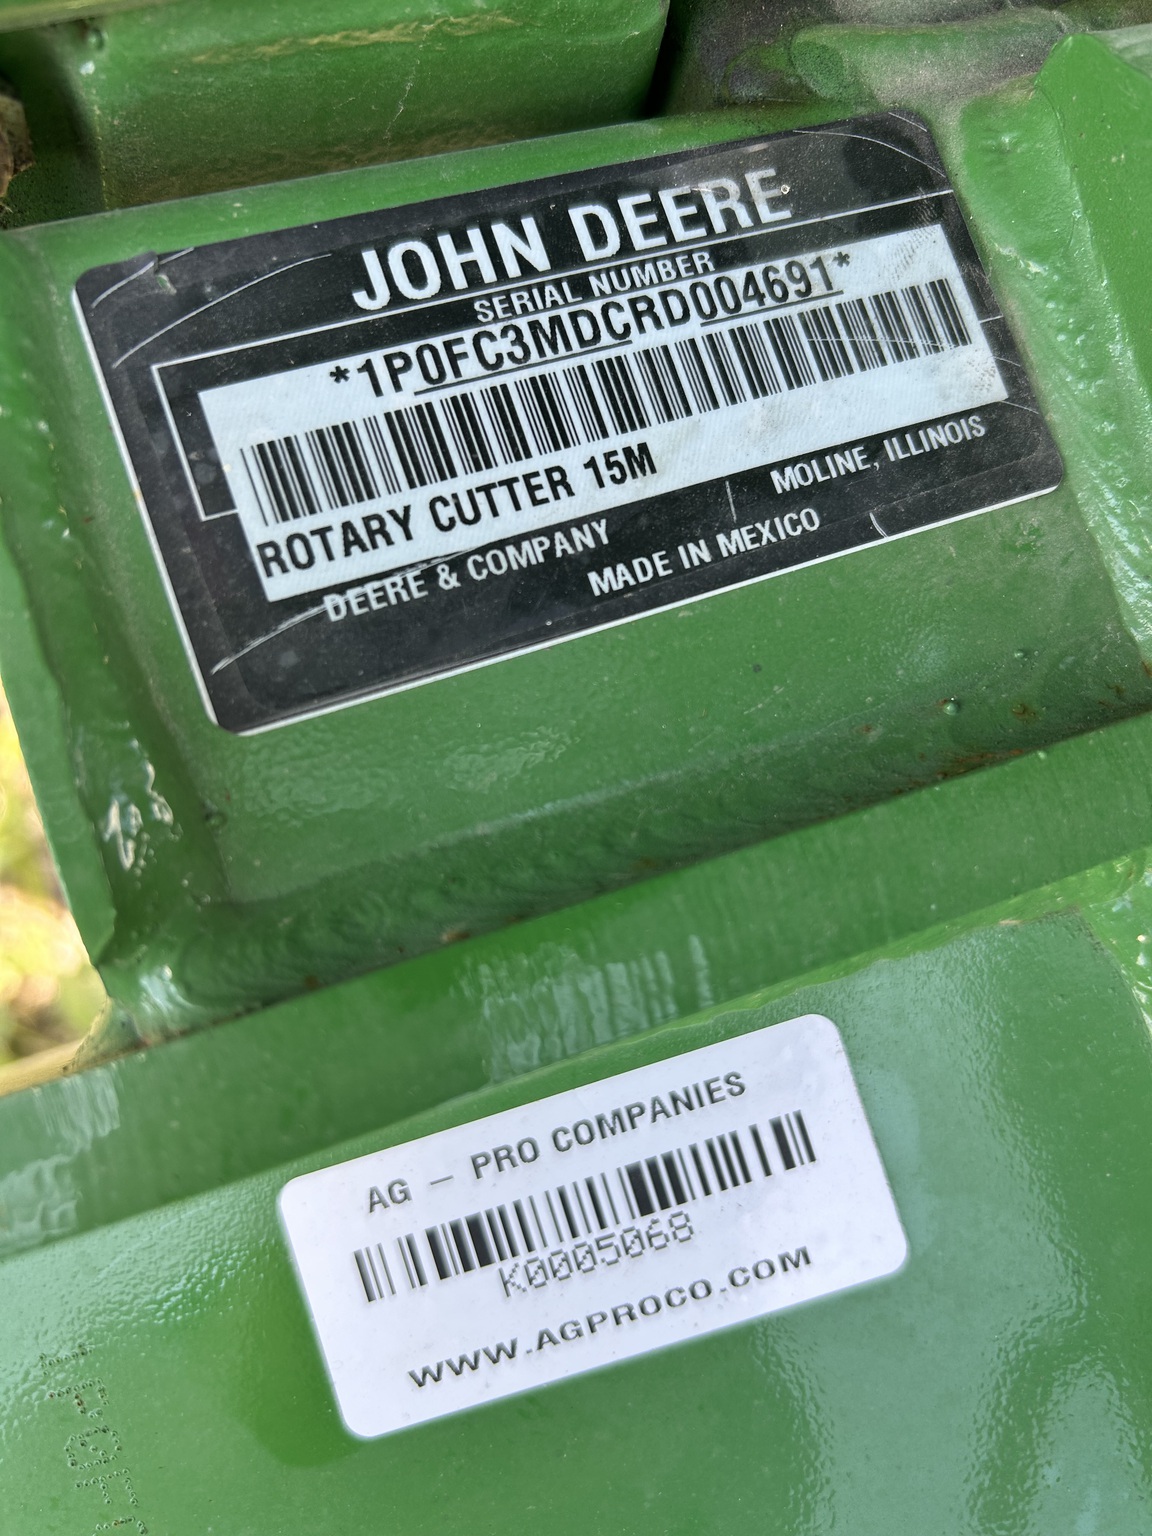 JOHN DEERE
SERIAL NUMBER
*1P0FC3MDCRD004691*
ROTARY CUTTER 15M
DEERE & COMPANY MOLINE, ILLINOIS
MADE IN MEXICO
AG - PRO COMPANIES
K0005068
WWW.AGPROCO.COM
1P0F